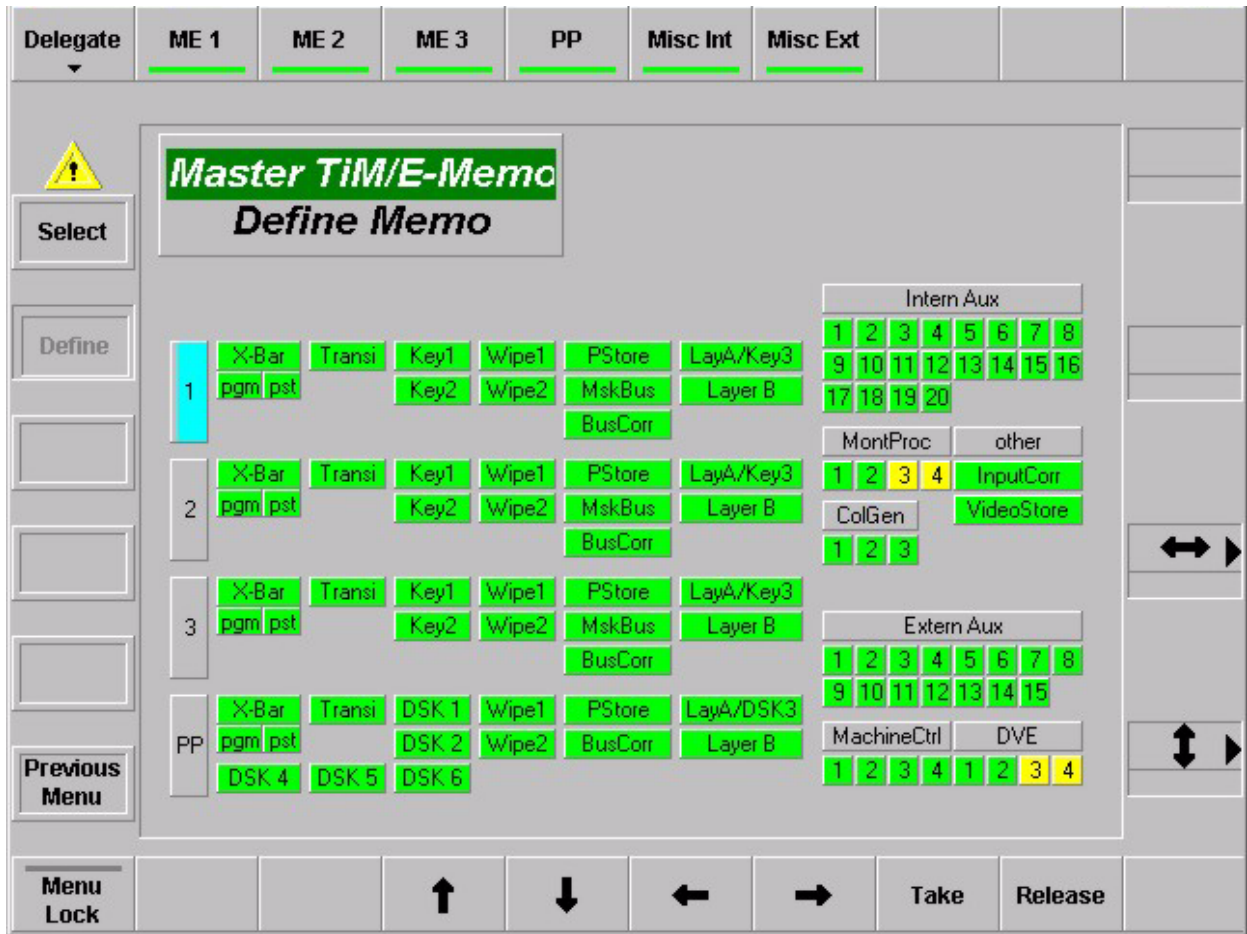 Delegate ME 1 ME 2 ME 3 PP Misc Int Misc Ext
Master TiM/E-Memo
Define Memo
Select
Define
Previous
Menu
1
X-Bar Transi Key1 Wipe1 PStore LayA/Key3
pgm pst Key2 Wipe2 MskBus Layer B
BusCorr
2
X-Bar Transi Key1 Wipe1 PStore LayA/Key3
pgm pst Key2 Wipe2 MskBus Layer B
BusCorr
3
X-Bar Transi Key1 Wipe1 PStore LayA/Key3
pgm pst Key2 Wipe2 MskBus Layer B
BusCorr
PP
X-Bar Transi DSK 1 Wipe1 PStore LayA/DSK3
pgm pst DSK 2 Wipe2 BusCorr Layer B
DSK 4 DSK 5 DSK 6
Intern Aux
1 2 3 4 5 6 7 8
9 10 11 12 13 14 15 16
17 18 19 20
MontProc other
1 2 3 4 InputCorr
ColGen VideoStore
1 2 3
Extern Aux
1 2 3 4 5 6 7 8
9 10 11 12 13 14 15
MachineCtrl DVE
1 2 3 4 1 2 3 4
Menu
Lock
Take Release